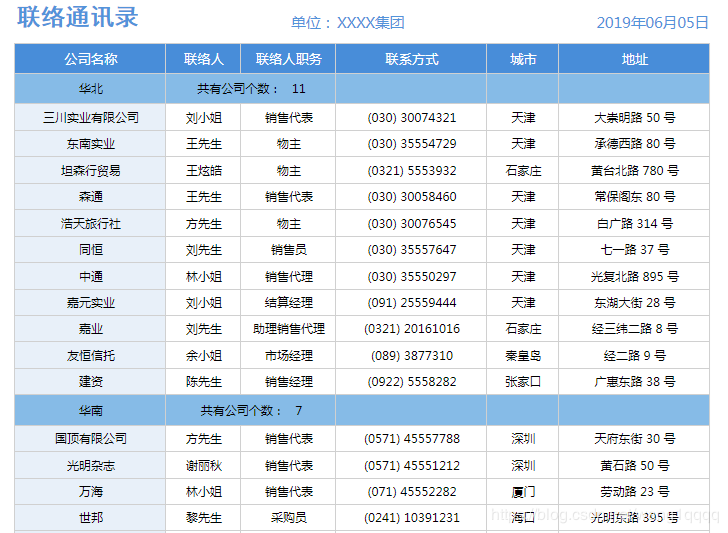 联络通讯录
单位：XXXX集团 2019年06月05日
公司名称 联络人 联络人职务 联系方式 城市 地址
华北 共有公司个数： 11
三川实业有限公司 刘小姐 销售代表 (030) 30074321 天津 大崇明路 50 号
东南实业 王先生 物主 (030) 35554729 天津 承德西路 80 号
坦森行贸易 王炫皓 物主 (0321) 5553932 石家庄 黄台北路 780 号
森通 王先生 销售代表 (030) 30058460 天津 常保阁东 80 号
浩天旅行社 方先生 物主 (030) 30076545 天津 白广路 314 号
同恒 刘先生 销售员 (030) 35557647 天津 七一路 37 号
中通 林小姐 销售代理 (030) 35550297 天津 光复北路 895 号
嘉元实业 刘小姐 结算经理 (091) 25559444 天津 东湖大街 28 号
嘉业 刘先生 助理销售代理 (0321) 20161016 石家庄 经三纬二路 8 号
友恒信托 余小姐 市场经理 (089) 3877310 秦皇岛 经二路 9 号
建资 陈先生 销售经理 (0922) 5558282 张家口 广惠东路 38 号
华南 共有公司个数： 7
国顶有限公司 方先生 销售代表 (0571) 45557788 深圳 天府东街 30 号
光明杂志 谢丽秋 销售代表 (0571) 45551212 深圳 黄石路 50 号
万海 林小姐 销售代表 (071) 45552282 厦门 劳动路 23 号
世邦 黎先生 采购员 (0241) 10391231 海口 光明东路 395 号